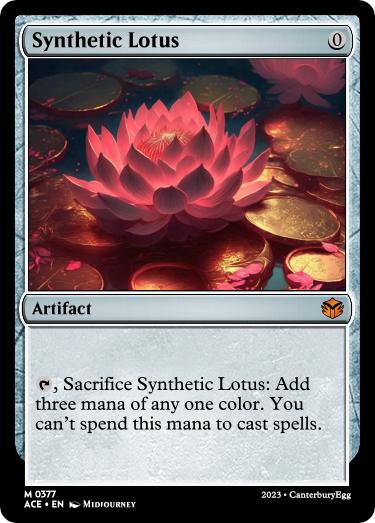 Synthetic Lotus 0
Artifact
, Sacrifice Synthetic Lotus: Add
three mana of any one color. You
can't spend this mana to cast spells.
M 0377
ACE • EN MIDJOURNEY
2023 • CanterburyEgg